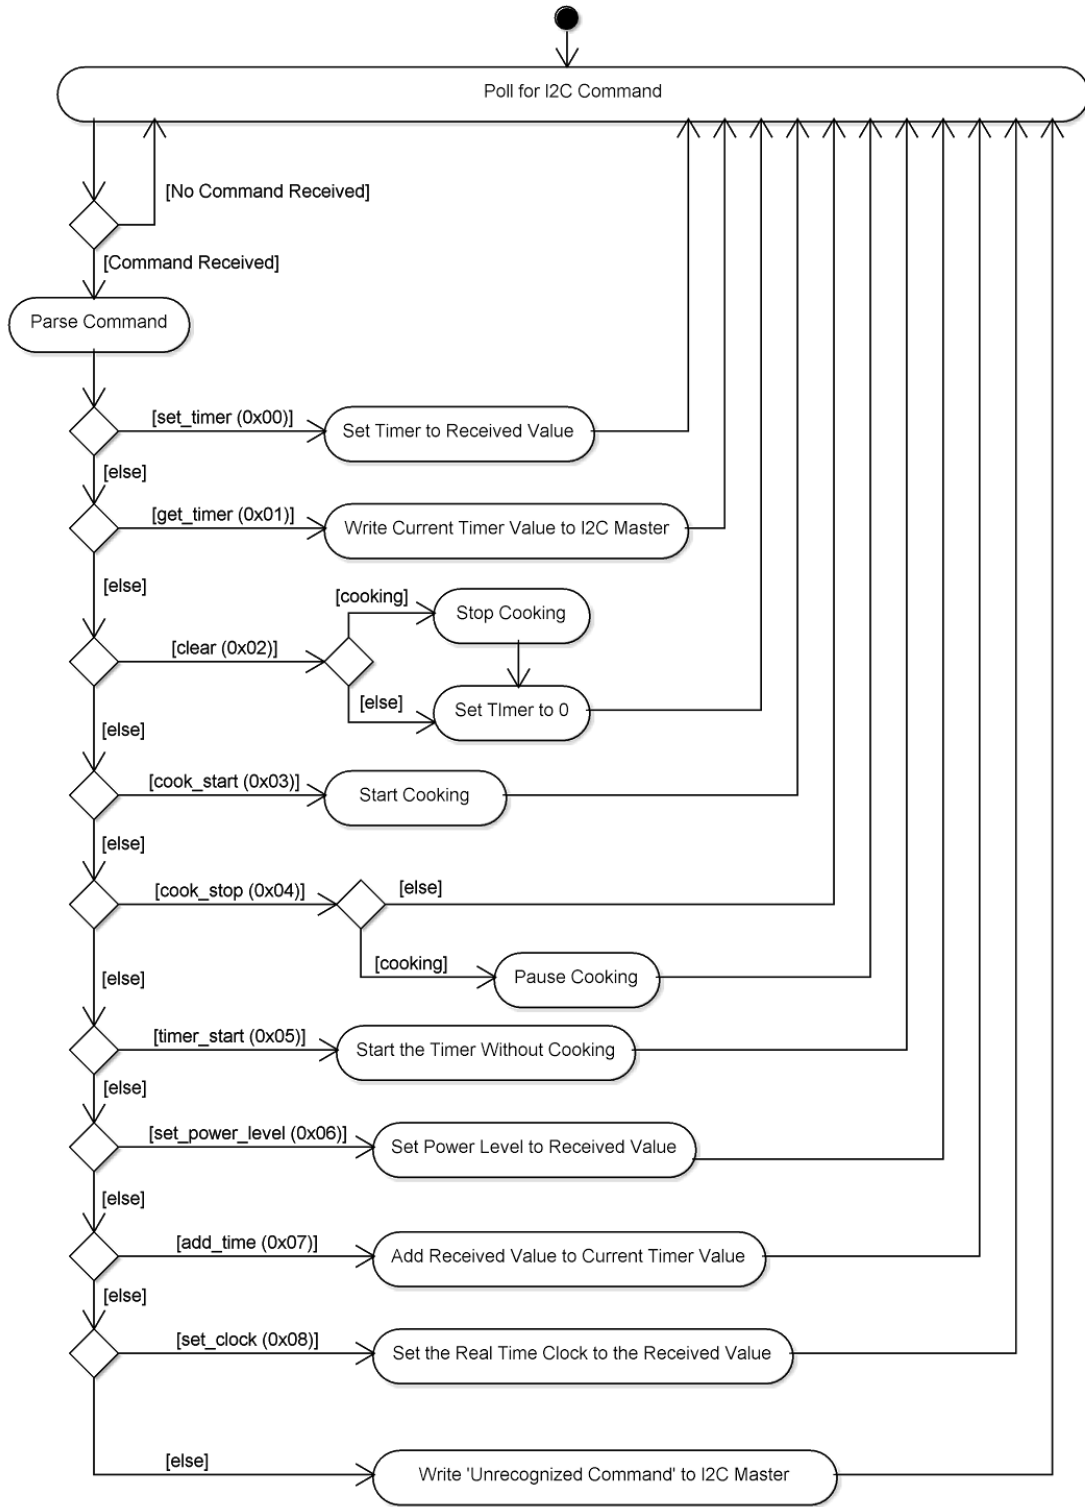 Poll for I2C Command
[No Command Received]
[Command Received]
Parse Command
[set_timer (0x00)]
Set Timer to Received Value
[else]
[get_timer (0x01)]
Write Current Timer Value to I2C Master
[else]
[cooking]
Stop Cooking
[clear (0x02)]
[else]
Set TImer to 0
[else]
[cook_start (0x03)]
Start Cooking
[else]
[cook_stop (0x04)]
[else]
[cooking]
Pause Cooking
[else]
[timer_start (0x05)]
Start the Timer Without Cooking
[else]
[set_power_level (0x06)]
Set Power Level to Received Value
[else]
[add_time (0x07)]
Add Received Value to Current Timer Value
[else]
[set_clock (0x08)]
Set the Real Time Clock to the Received Value
[else]
Write 'Unrecognized Command' to I2C Master